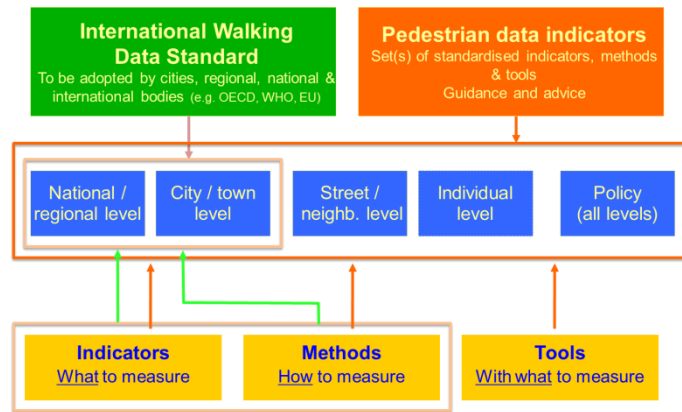 International Walking
Data Standard
To be adopted by cities, regional, national &
international bodies (e.g. OECD, WHO, EU)
Pedestrian data indicators
Set(s) of standardised indicators, methods
& tools
Guidance and advice
National /
regional level
City / town
level
Street /
neighb. level
Individual
level
Policy
(all levels)
Indicators
What to measure
Methods
How to measure
Tools
With what to measure